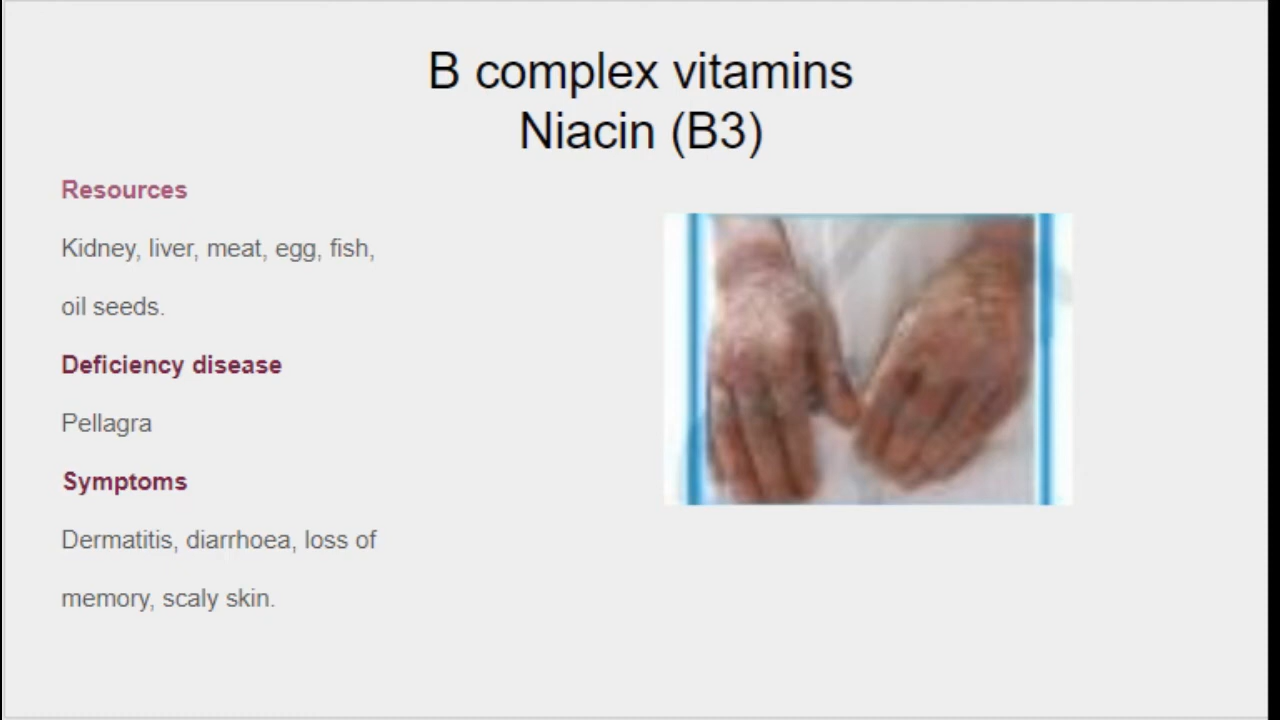 B complex vitamins
Niacin (B3)
Resources
Kidney, liver, meat, egg, fish,
oil seeds.
Deficiency disease
Pellagra
Symptoms
Dermatitis, diarrhoea, loss of
memory, scaly skin.